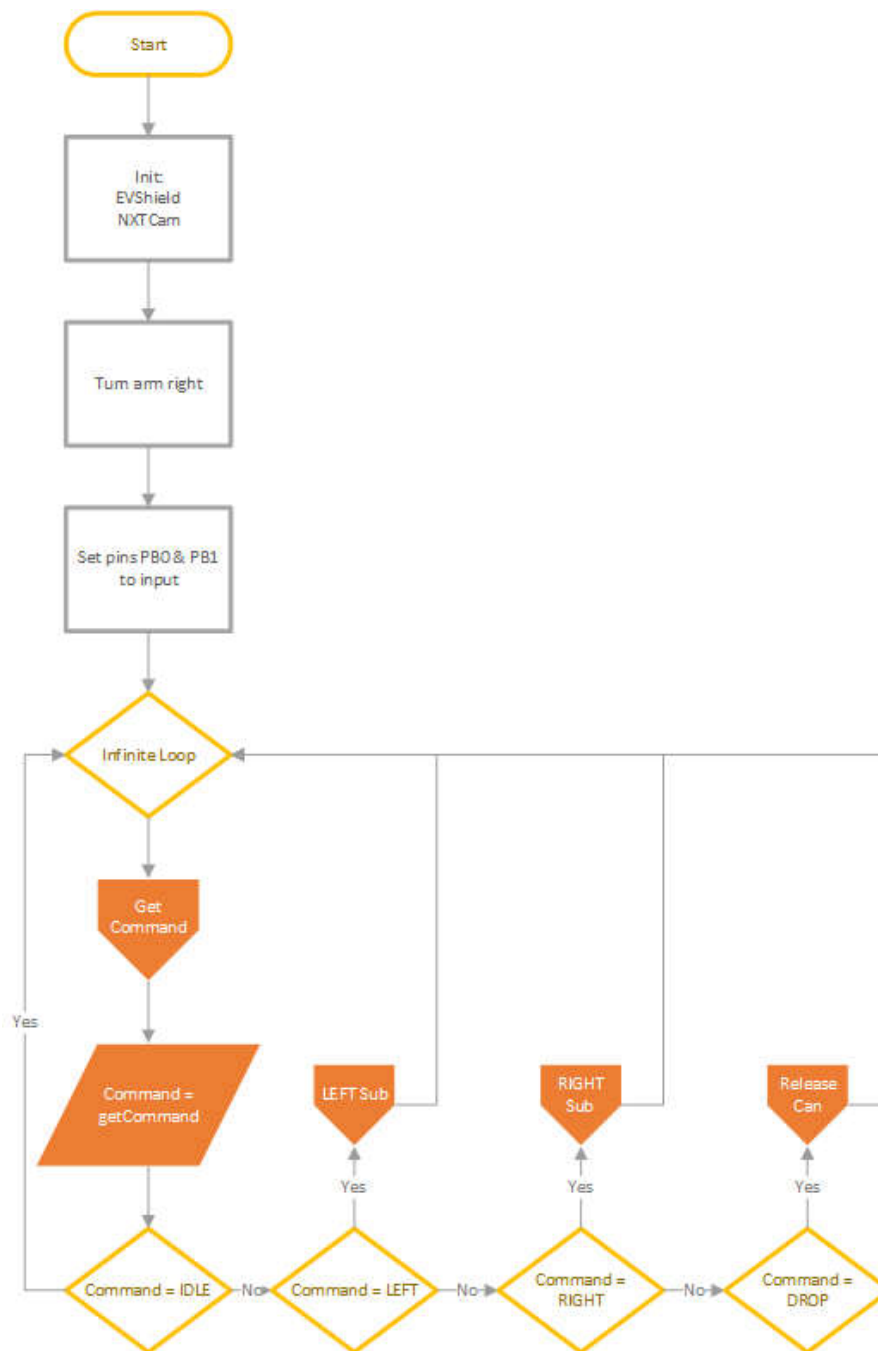 Start
Init:
EVShield
NXTCam
Turn arm right
Set pins PB0 & PB1
to input
Infinite Loop
Get
Command
Yes
Command =
getCommand
LEFT Sub
RIGHT
Sub
Release
Can
Yes
Yes
Yes
Command = IDLE
No
Command = LEFT
No
Command =
RIGHT
No
Command =
DROP